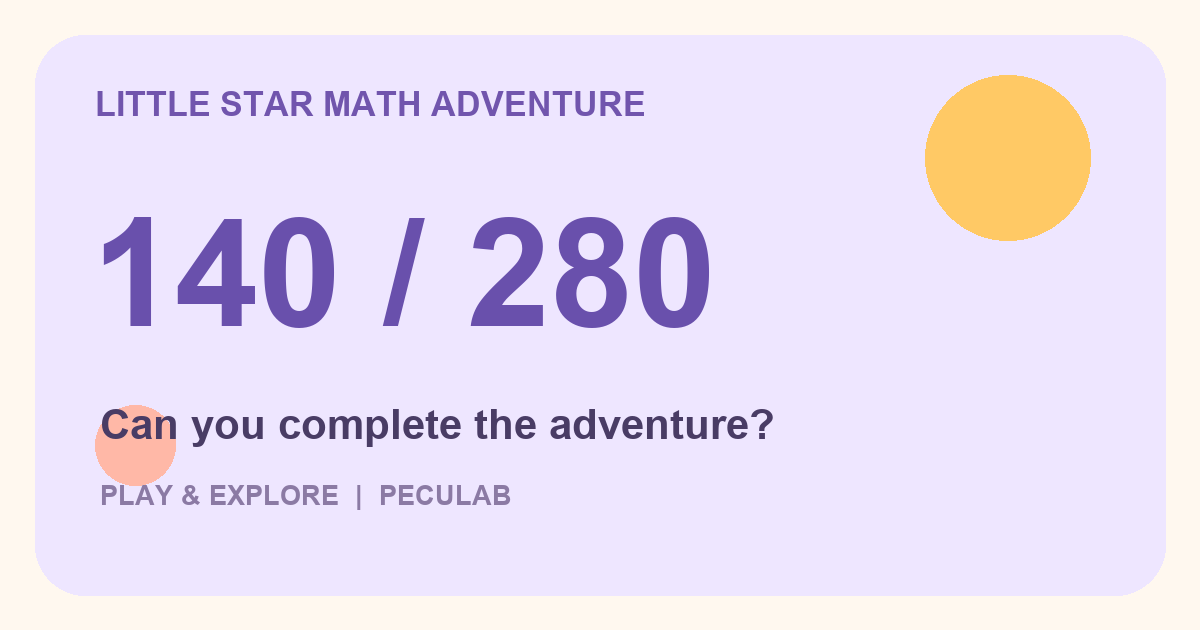 LITTLE STAR MATH ADVENTURE
140 / 280
Can you complete the adventure?
PLAY & EXPLORE | PECULAB